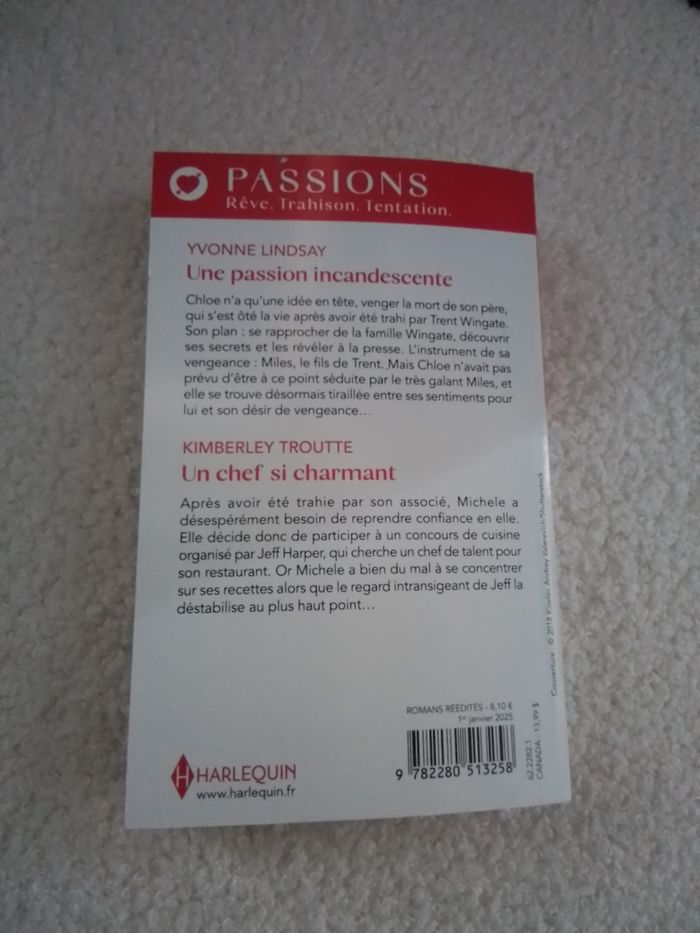 PASSIONS
Rêve. Trahison. Tentation.
YVONNE LINDSAY
Une passion incandescente
Chloe n'a qu'une idée en tête, venger la mort de son père,
qui s'est ôté la vie après avoir été trahi par Trent Wingate.
Son plan : se rapprocher de la famille Wingate, découvrir
ses secrets et les révéler à la presse. L'instrument de sa
vengeance : Miles, le fils de Trent. Mais Chloe n'avait pas
prévu d'être à ce point séduite par le très galant Miles, et
elle se trouve désormais tiraillée entre ses sentiments pour
lui et son désir de vengeance…
KIMBERLEY TROUTTE
Un chef si charmant
Après avoir été trahie par son associé, Michele a
désespérément besoin de reprendre confiance en elle.
Elle décide donc de participer à un concours de cuisine
organisé par Jeff Harper, qui cherche un chef de talent pour
son restaurant. Or Michele a bien du mal à se concentrer
sur ses recettes alors que le regard intransigeant de Jeff la
déstabilise au plus haut point…
Couverture : © 2018 Kiselev Andrey Valerevich/Shutterstock
ROMANS RÉÉDITÉS - 8,10 €
1er janvier 2025
9 782280 513258
62.2282.1
CANADA : 13,99 $
H HARLEQUIN
www.harlequin.fr